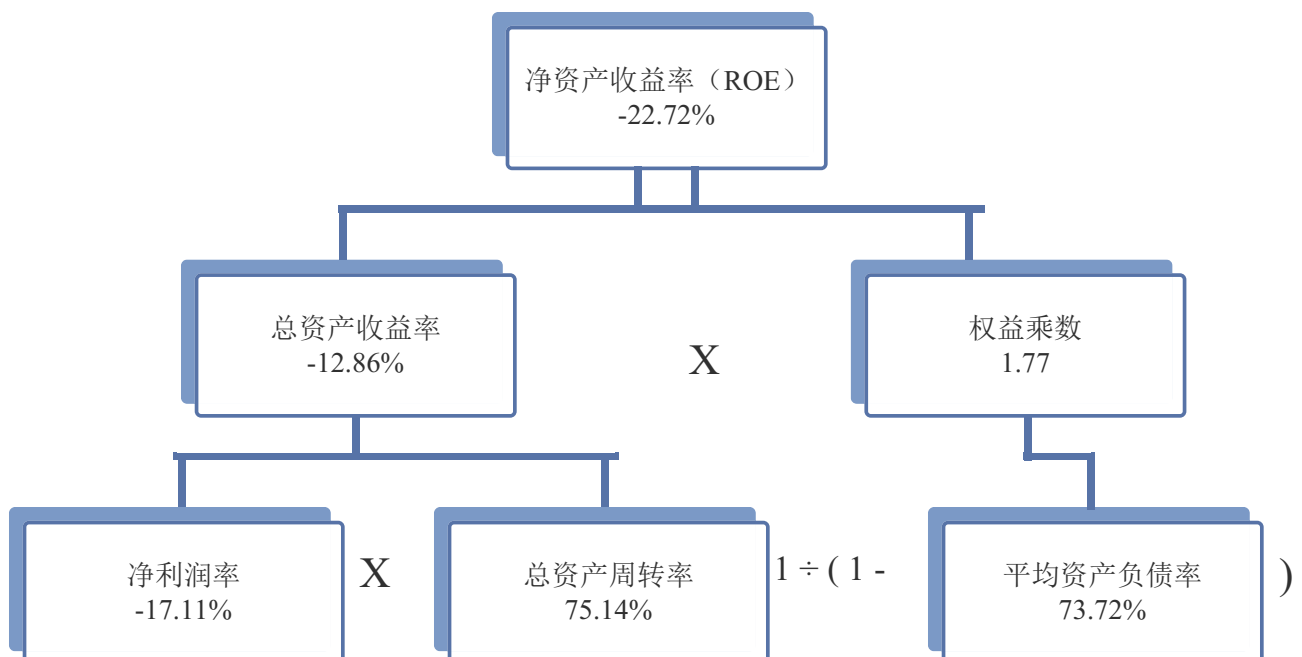 净资产收益率（ROE）
-22.72%
总资产收益率
-12.86%
X
权益乘数
1.77
净利润率
-17.11%
X
总资产周转率
75.14%
1 ÷ ( 1 -
平均资产负债率
73.72%
)